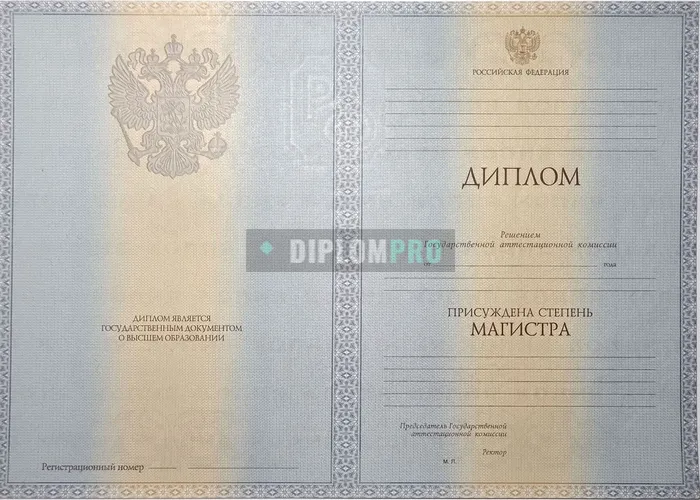 ДИПЛОМ ЯВЛЯЕТСЯ
ГОСУДАРСТВЕННЫМ ДОКУМЕНТОМ
О ВЫСШЕМ ОБРАЗОВАНИИ
Регистрационный номер
РОССИЙСКАЯ ФЕДЕРАЦИЯ
ДИПЛОМ
Решением
Государственной аттестационной комиссии
от года
ПРИСУЖДЕНА СТЕПЕНЬ
МАГИСТРА
Председатель Государственной
аттестационной комиссии
Ректор
М. П.
DIPLOMPRO